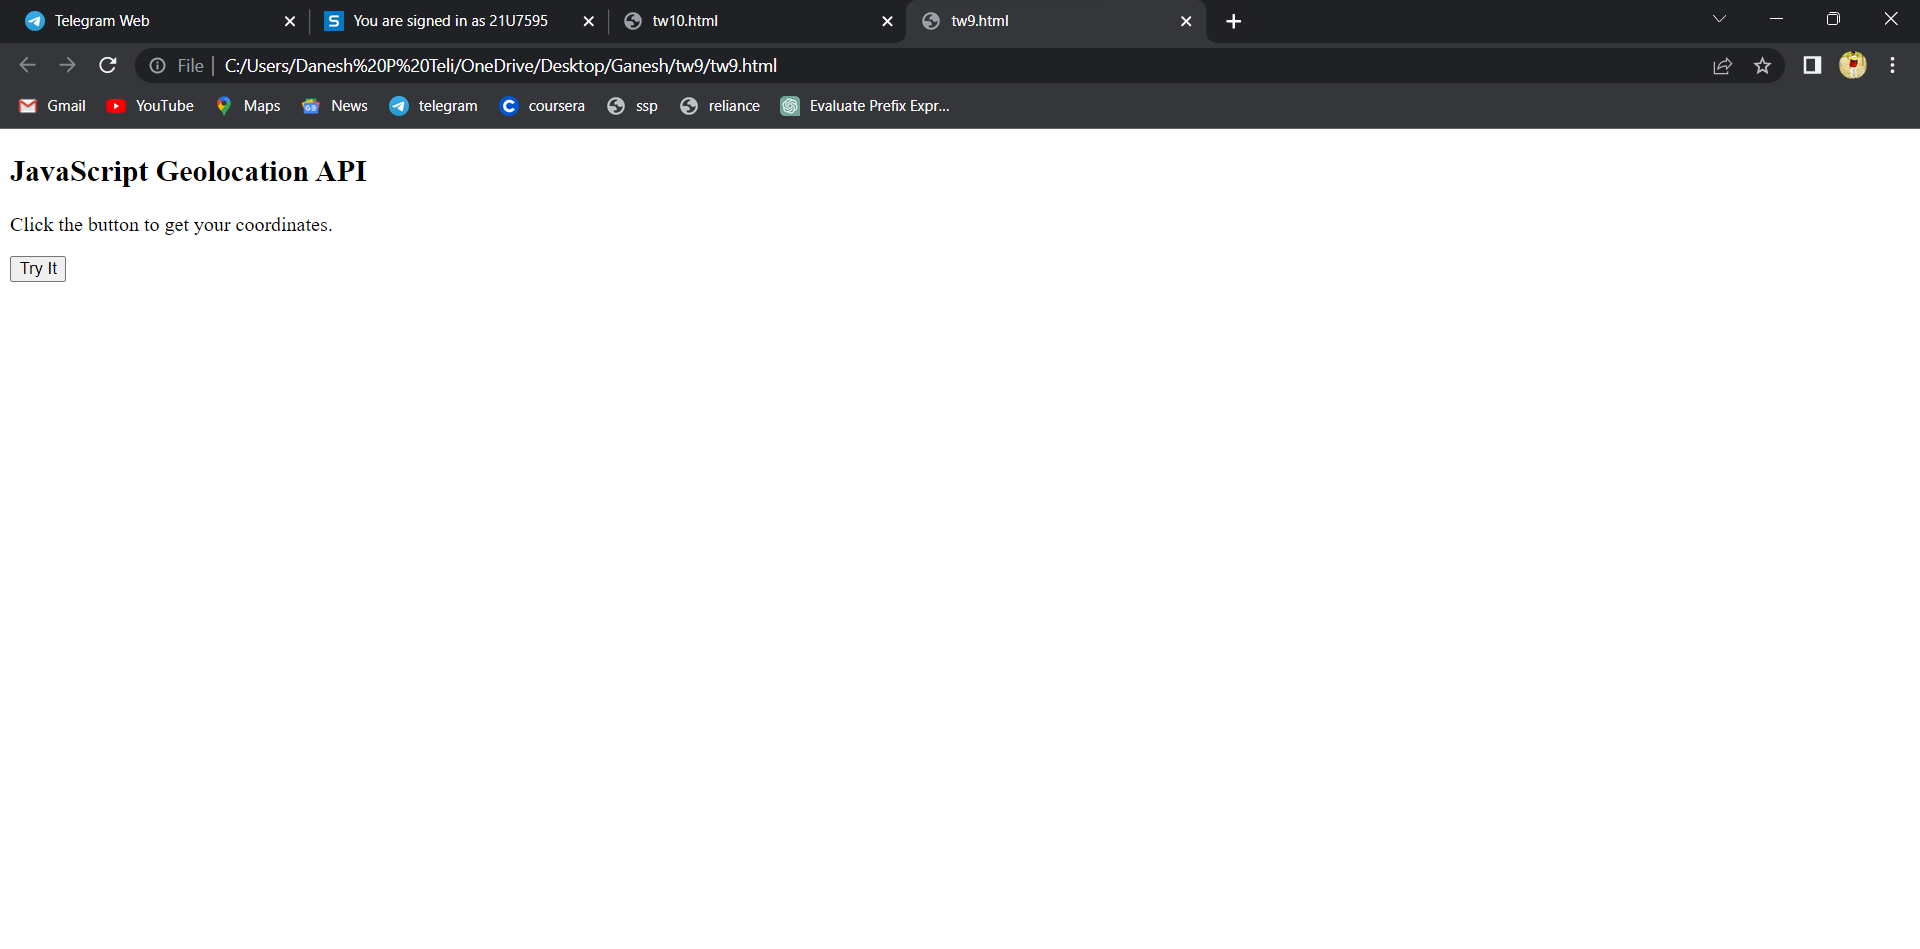 Telegram Web
You are signed in as 21U7595
tw10.html
tw9.html
File
C:/Users/Danesh%20P%20Teli/OneDrive/Desktop/Ganesh/tw9/tw9.html
Gmail
YouTube
Maps
News
telegram
coursera
ssp
reliance
Evaluate Prefix Expr...
JavaScript Geolocation API
Click the button to get your coordinates.
Try It